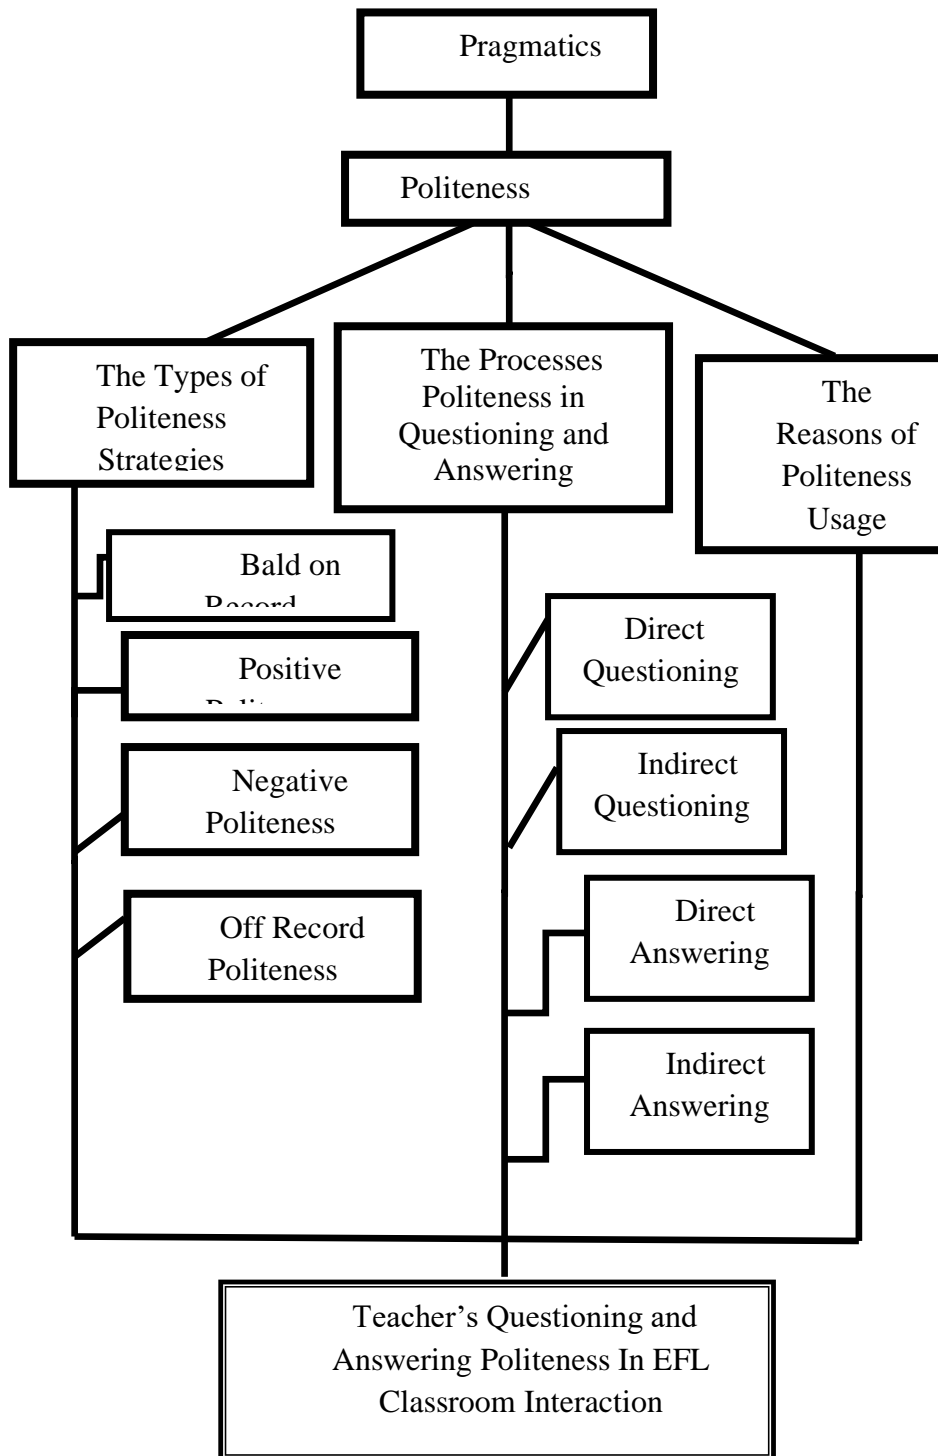 Pragmatics
Politeness
The Types of
Politeness
Strategies
The Processes
Politeness in
Questioning and
Answering
The
Reasons of
Politeness
Usage
Bald on
Record
Positive
Negative
Politeness
Off Record
Politeness
Direct
Questioning
Indirect
Questioning
Direct
Answering
Indirect
Answering
Teacher’s Questioning and
Answering Politeness In EFL
Classroom Interaction